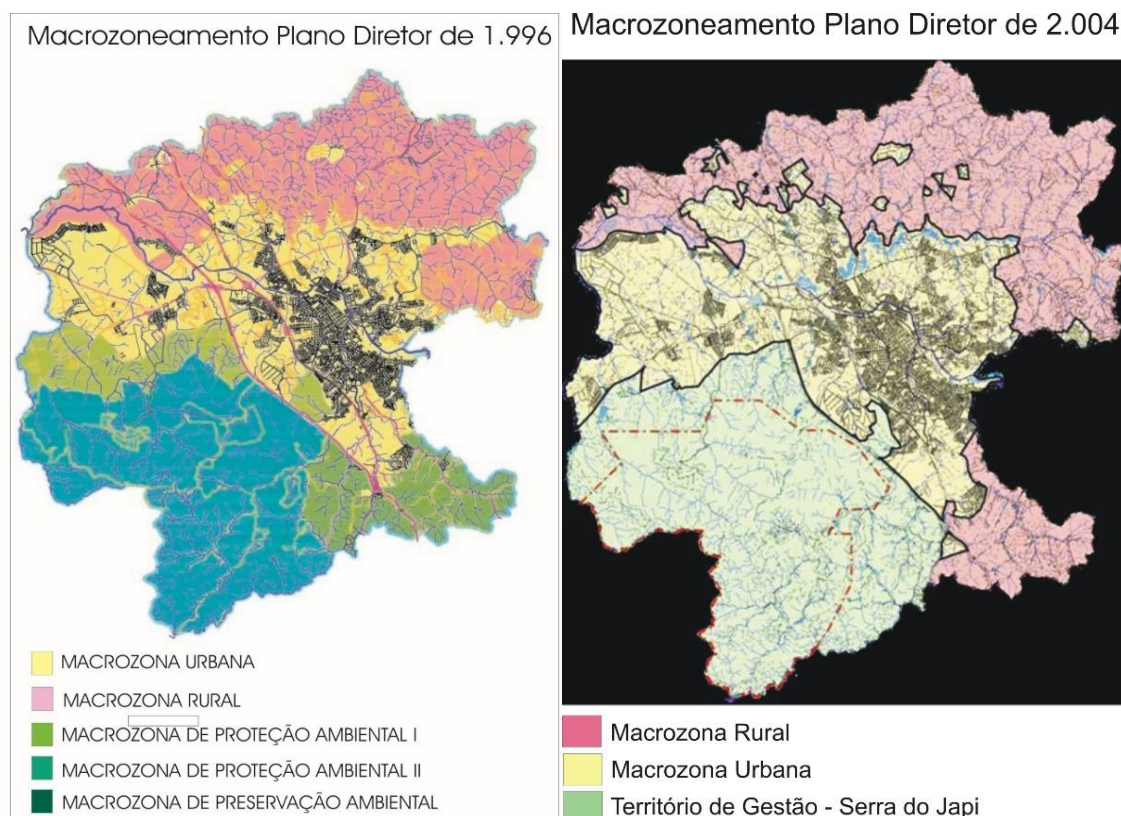 Macrozoneamento Plano Diretor de 1.996
MACROZONA URBANA
MACROZONA RURAL
MACROZONA DE PROTEÇÃO AMBIENTAL I
MACROZONA DE PROTEÇÃO AMBIENTAL II
MACROZONA DE PRESERVAÇÃO AMBIENTAL
Macrozoneamento Plano Diretor de 2.004
Macrozona Rural
Macrozona Urbana
Território de Gestão - Serra do Japi